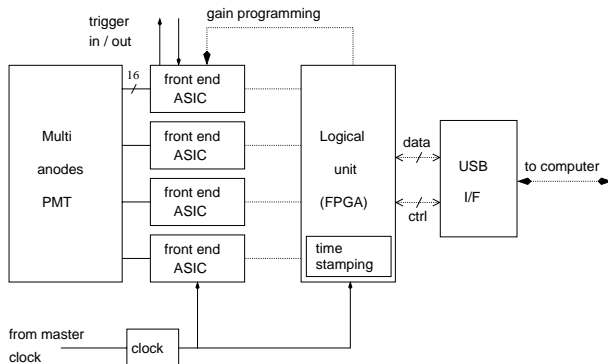 gain programming
trigger
in / out
16
front end
ASIC
front end
ASIC
front end
ASIC
front end
ASIC
Multi
anodes
PMT
Logical
unit
(FPGA)
time
stamping
data
ctrl
USB
I/F
to computer
from master
clock
clock